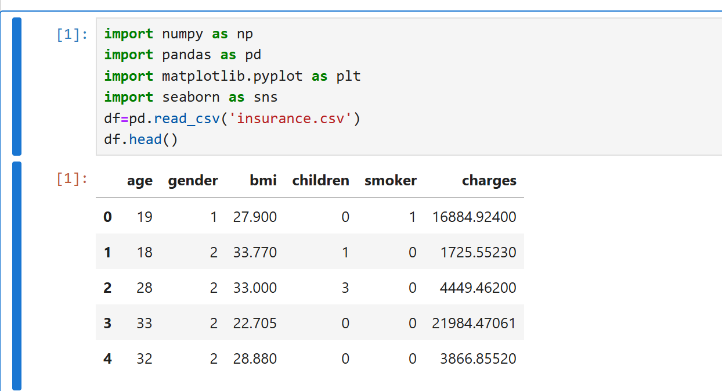 [1]: import numpy as np
import pandas as pd
import matplotlib.pyplot as plt
import seaborn as sns
df=pd.read_csv('insurance.csv')
df.head()
[1]: age gender bmi children smoker charges
0 19 1 27.900 0 1 16884.92400
1 18 2 33.770 1 0 1725.55230
2 28 2 33.000 3 0 4449.46200
3 33 2 22.705 0 0 21984.47061
4 32 2 28.880 0 0 3866.85520